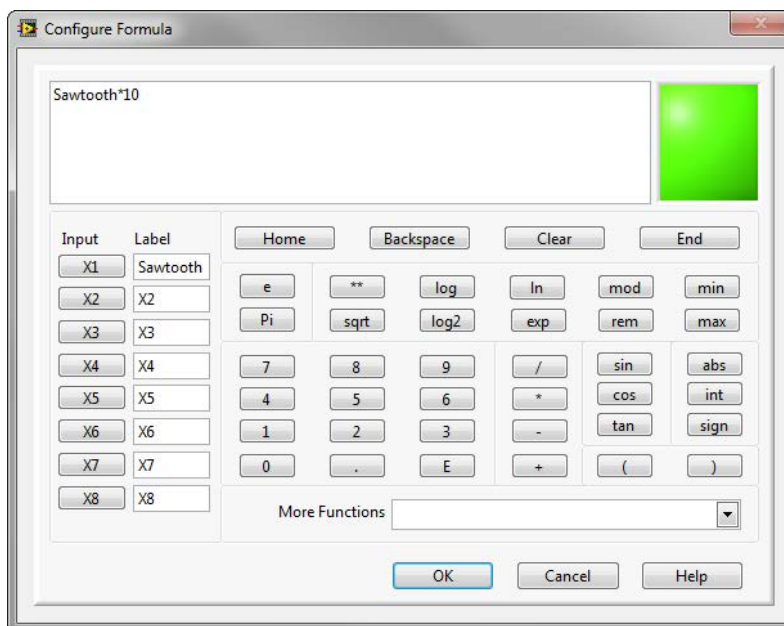 Configure Formula
Sawtooth*10
Input Label
Home Backspace Clear End
X1 Sawtooth
X2 X2
X3 X3
X4 X4
X5 X5
X6 X6
X7 X7
X8 X8
e ** log ln mod min
Pi sqrt log2 exp rem max
7 8 9 / sin abs
4 5 6 * cos int
1 2 3 - tan sign
0 . E + ( )
More Functions
OK Cancel Help